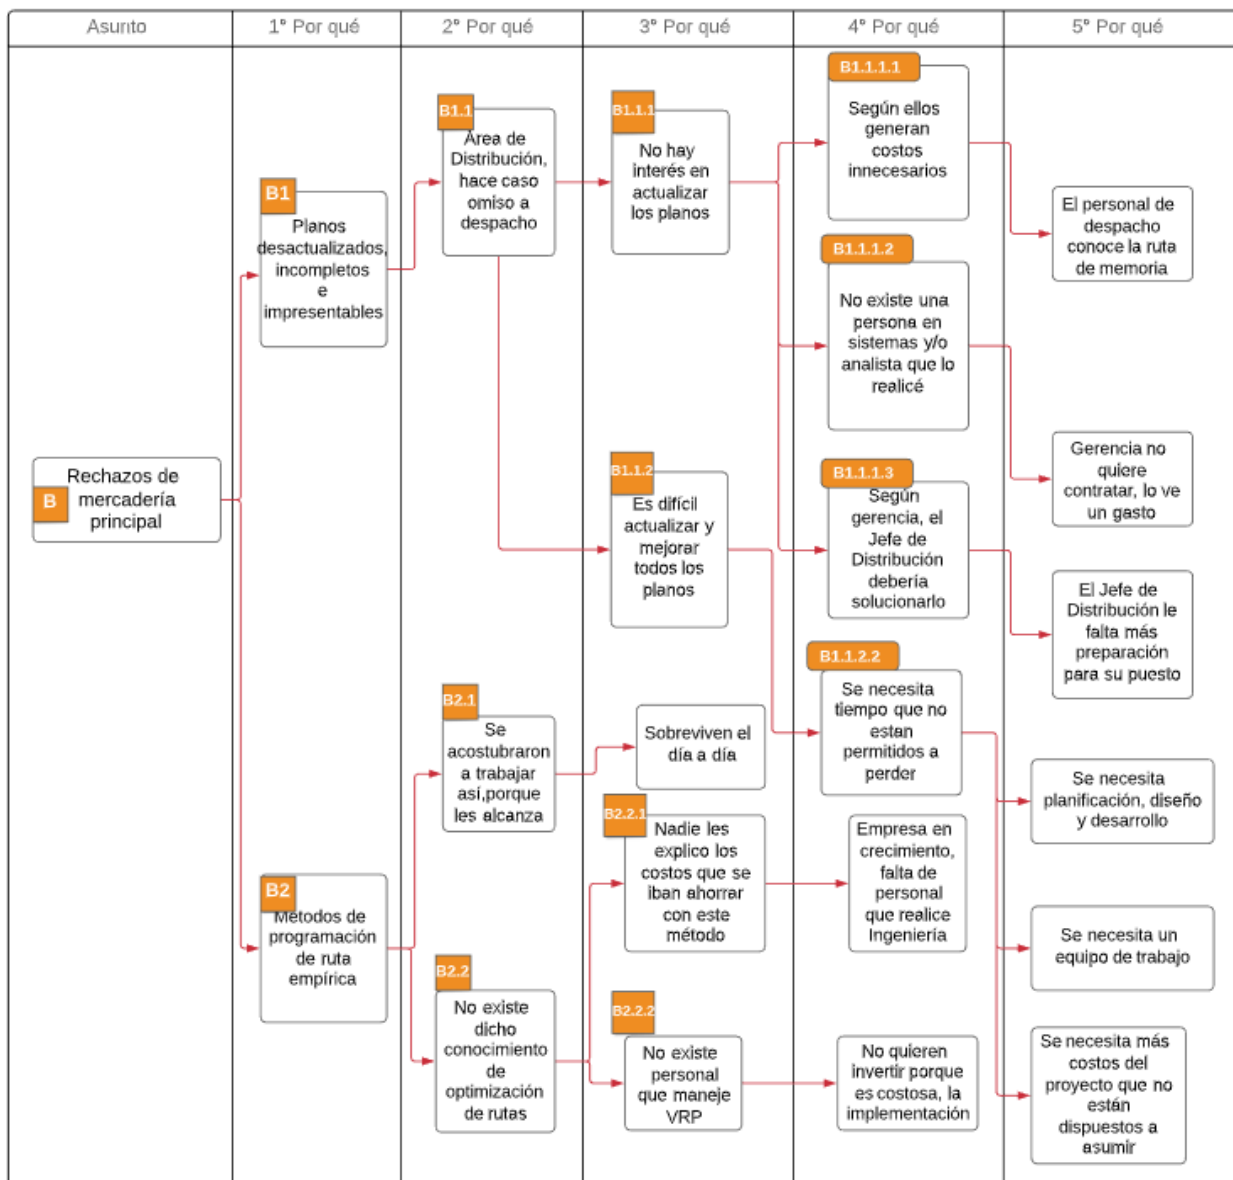 Asunto
1° Por qué
2° Por qué
3° Por qué
4° Por qué
5° Por qué
B
Rechazos de
mercadería
principal
B1
Planos
desactualizados,
incompletos
e
impresentables
B2
Métodos de
programación
de ruta
empírica
B1.1
Área de
Distribución,
hace caso
omiso a
despacho
B2.1
Se
acostubraron
a trabajar
así,porque
les alcanza
B2.2
No existe
dicho
conocimiento
de
optimización
de rutas
B1.1.1
No hay
interés en
actualizar
los planos
B1.1.2
Es difícil
actualizar y
mejorar
todos los
planos
Sobreviven el
día a día
B2.2.1
Nadie les
explico los
costos que se
iban ahorrar
con este
método
B2.2.2
No existe
personal
que maneje
VRP
B1.1.1.1
Según ellos
generan
costos
innecesarios
B1.1.1.2
No existe una
persona en
sistemas y/o
analista que lo
realicé
B1.1.1.3
Según
gerencia, el
Jefe de
Distribución
debería
solucionarlo
B1.1.2.2
Se necesita
tiempo que no
estan
permitidos a
perder
Empresa en
crecimiento,
falta de
personal
que realice
Ingeniería
No quieren
invertir porque
es costosa, la
implementación
El personal de
despacho
conoce la ruta
de memoria
Gerencia no
quiere
contratar, lo ve
un gasto
El Jefe de
Distribución le
falta más
preparación
para su puesto
Se necesita
planificación, diseño
y desarrollo
Se necesita un
equipo de trabajo
Se necesita más
costos del
proyecto que no
están
dispuestos a
asumir